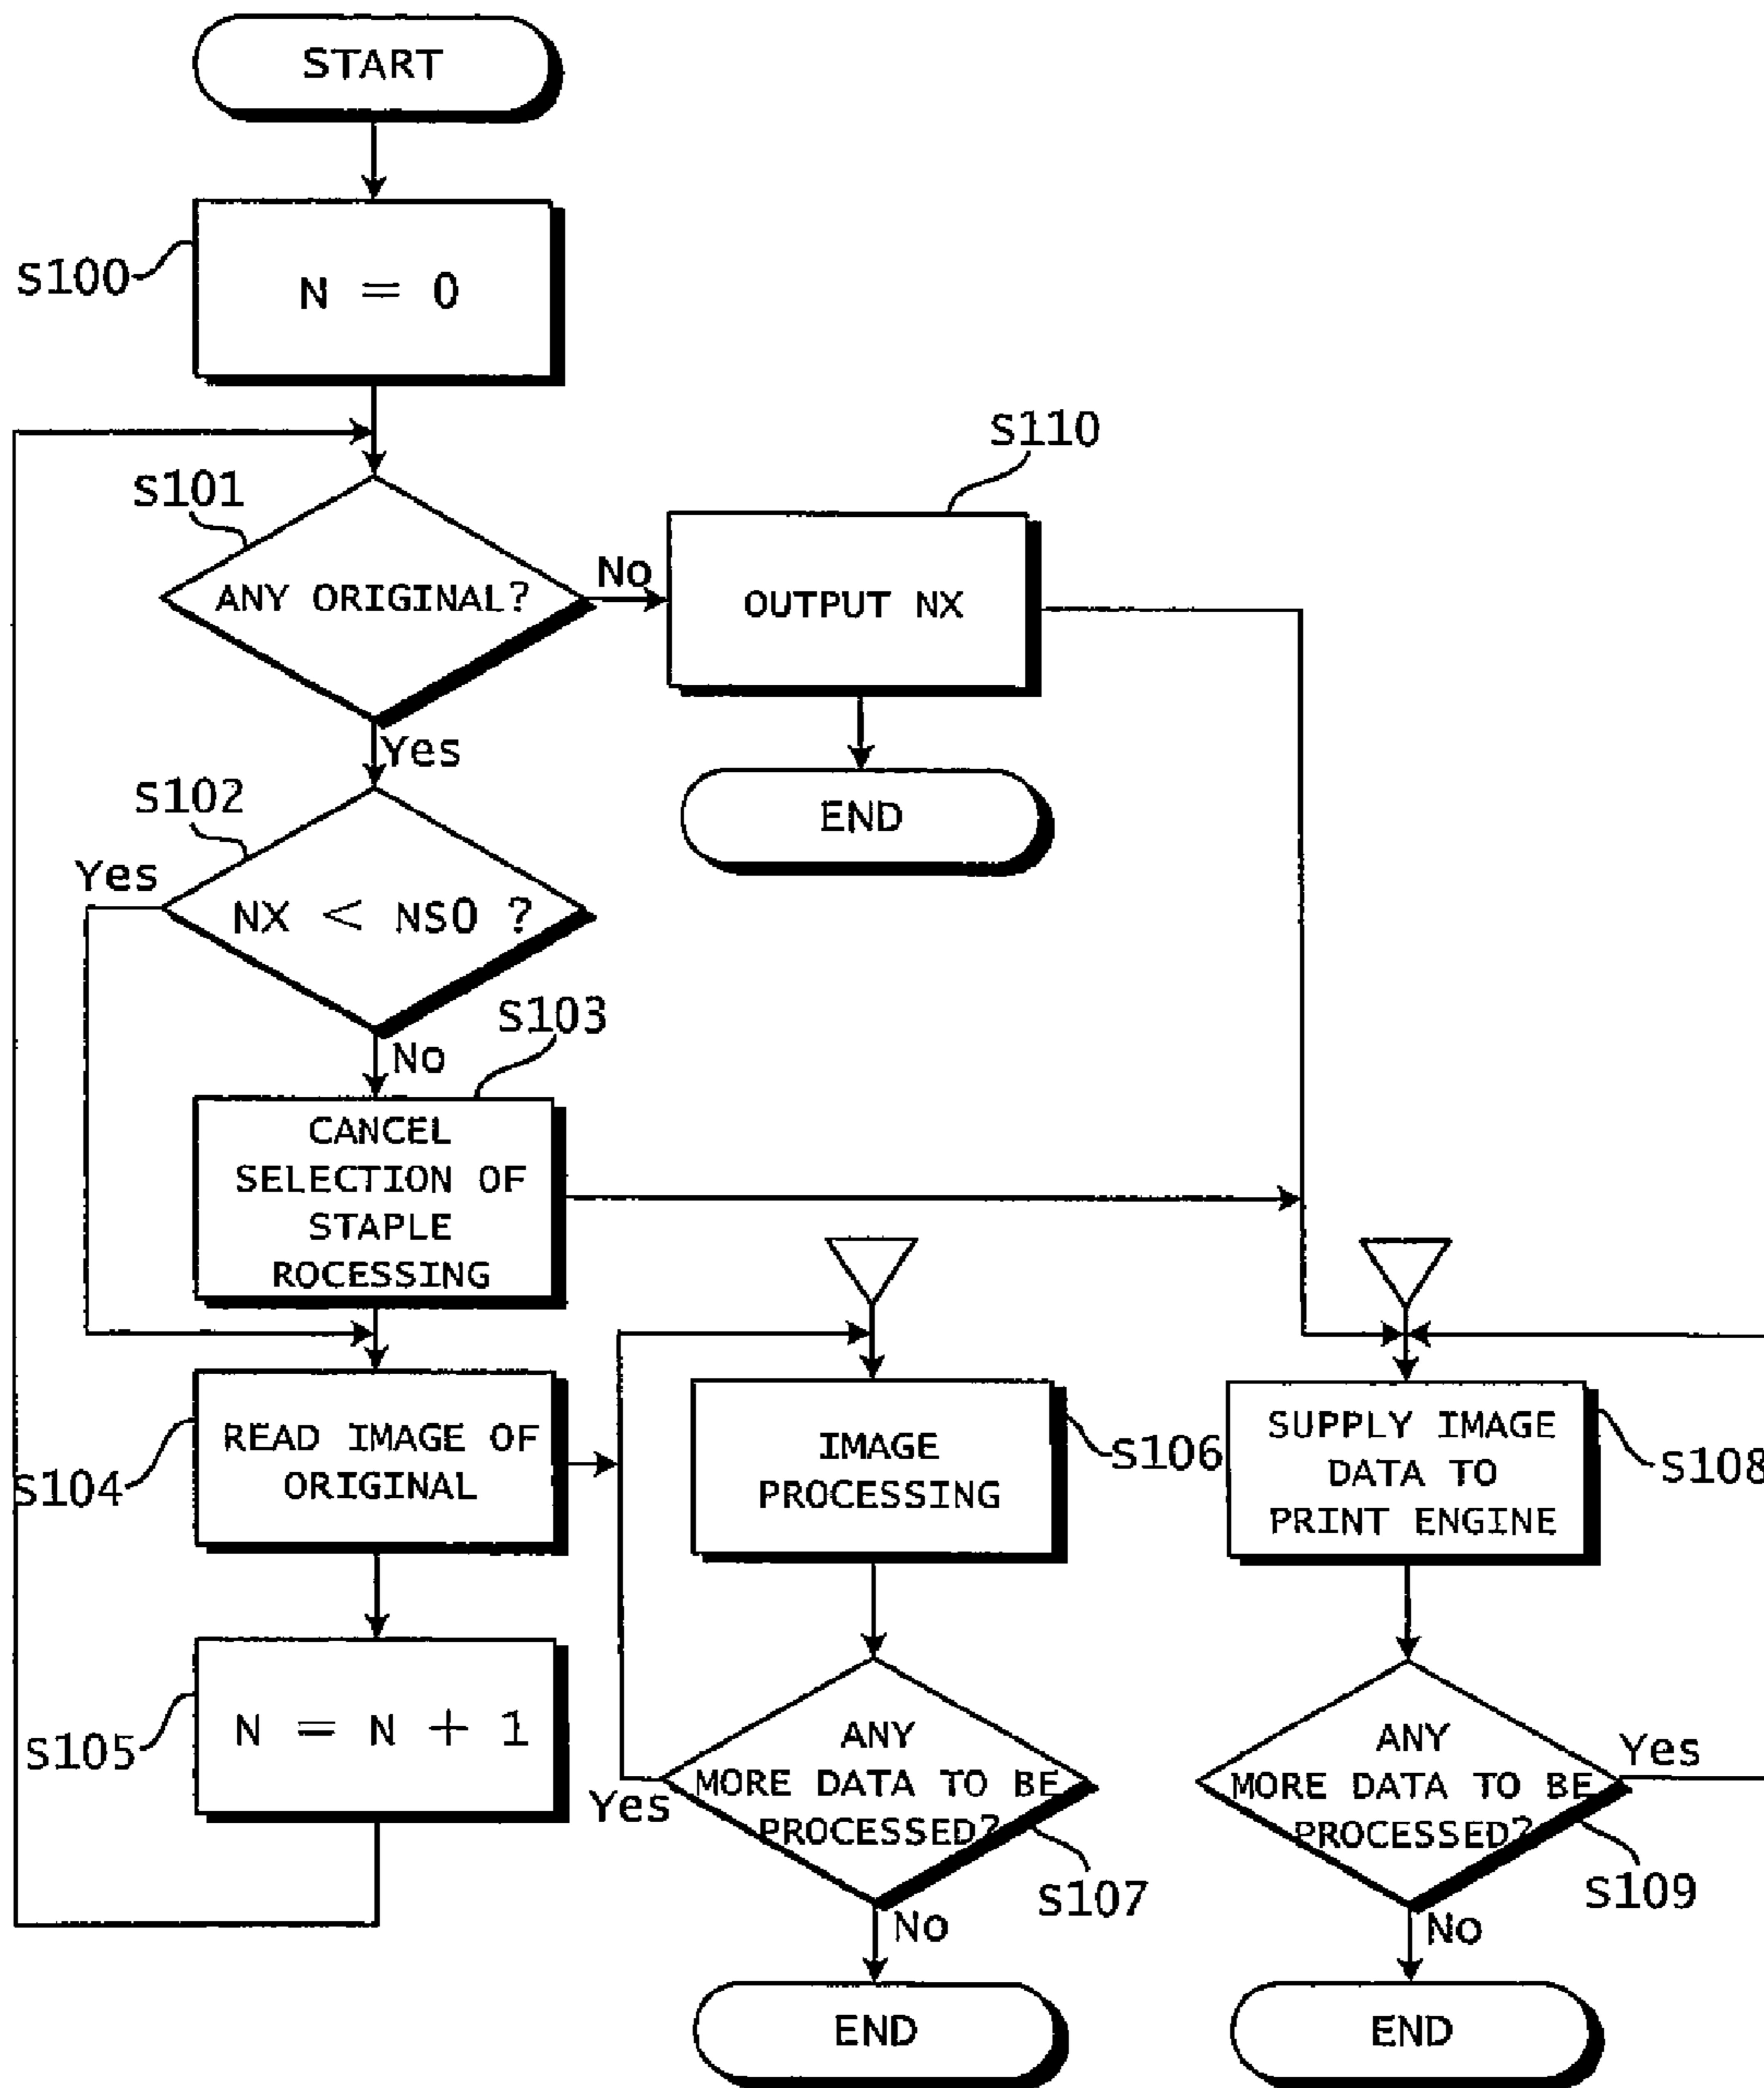 START
S100
N = 0
S110
S101
ANY ORIGINAL?
No
OUTPUT NX
Yes
END
S102
Yes
NX < NS0 ?
S103
No
CANCEL
SELECTION OF
STAPLE
ROCESSING
S104
READ IMAGE OF
ORIGINAL
IMAGE
PROCESSING
S106
SUPPLY IMAGE
DATA TO
PRINT ENGINE
S108
S105
N = N + 1
ANY
MORE DATA TO BE
PROCESSED?
Yes
S107
No
END
ANY
MORE DATA TO BE
PROCESSED?
Yes
S109
No
END